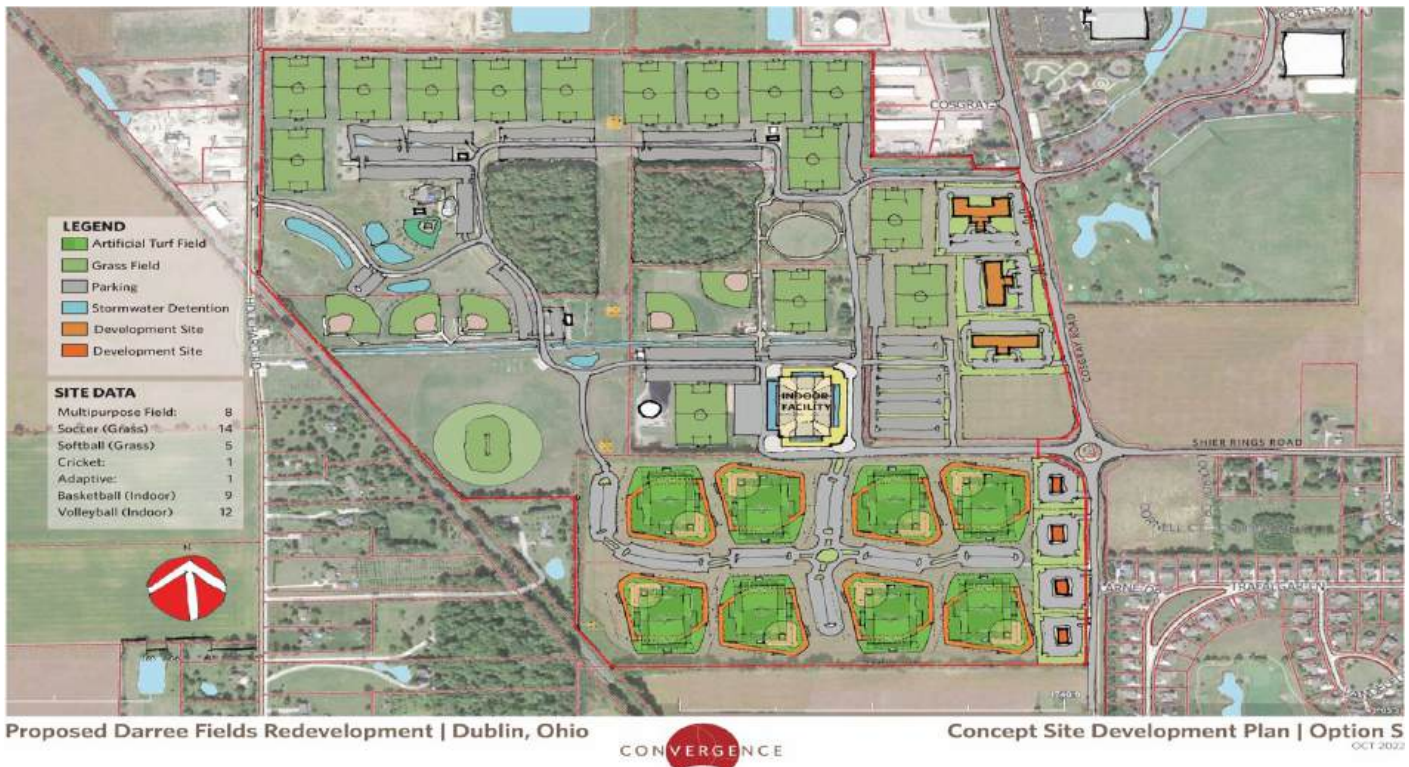 COSGRAY
LEGEND
Artificial Turf Field
Grass Field
Parking
Stormwater Detention
Development Site
Development Site
COSGRAY ROAD
SITE DATA
Multipurpose Field: 8
Soccer (Grass) 14
Softball (Grass) 5
Cricket: 1
Adaptive: 1
Basketball (Indoor) 9
Volleyball (Indoor) 12
INDOOR
FACILITY
SHIER RINGS ROAD
N
TRAFALGAR LN
Proposed Darree Fields Redevelopment | Dublin, Ohio
CONVERGENCE
Concept Site Development Plan | Option S
OCT 2022